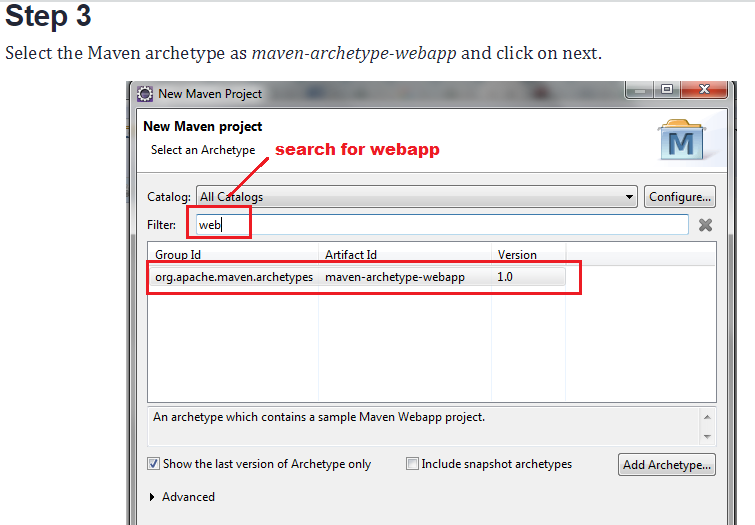 Step 3
Select the Maven archetype as maven-archetype-webapp and click on next.
New Maven Project
New Maven project
Select an Archetype
search for webapp
M
Catalog: All Catalogs Configure...
Filter: web
Group Id Artifact Id Version
org.apache.maven.archetypes maven-archetype-webapp 1.0
An archetype which contains a sample Maven Webapp project.
Show the last version of Archetype only Include snapshot archetypes Add Archetype...
Advanced